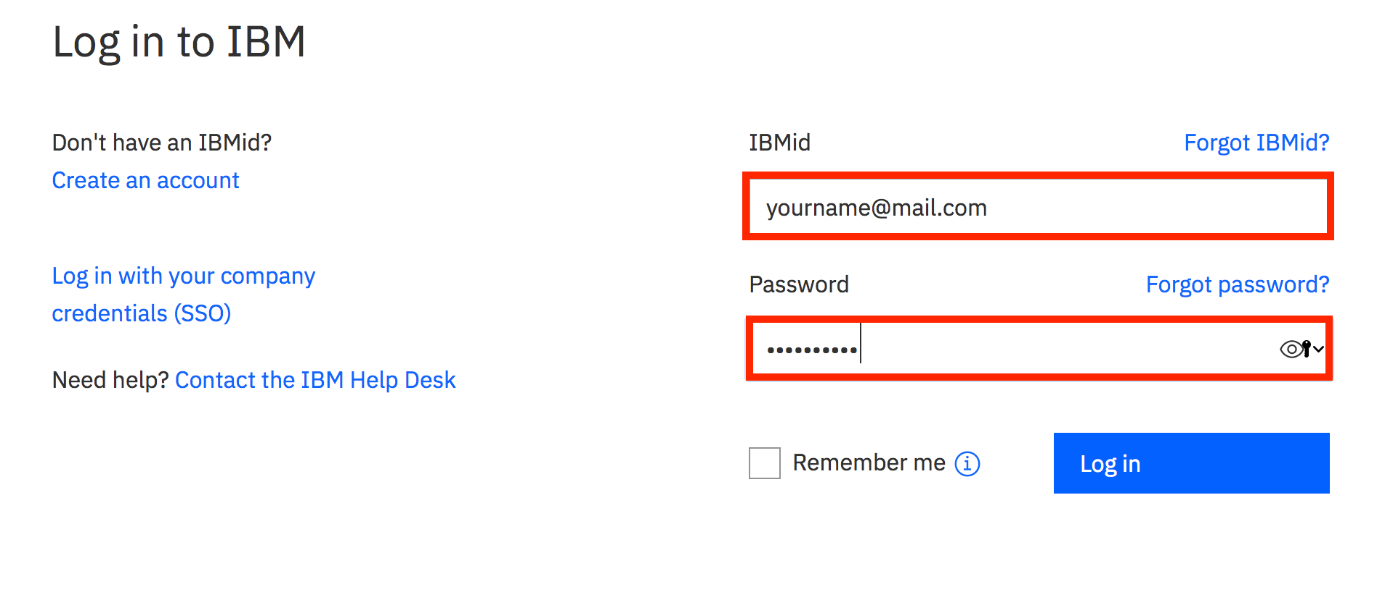 Log in to IBM
Don't have an IBMid?
Create an account
Log in with your company
credentials (SSO)
Need help? Contact the IBM Help Desk
IBMid
Forgot IBMid?
yourname@mail.com
Password
Forgot password?
••••••••••
Remember me
Log in